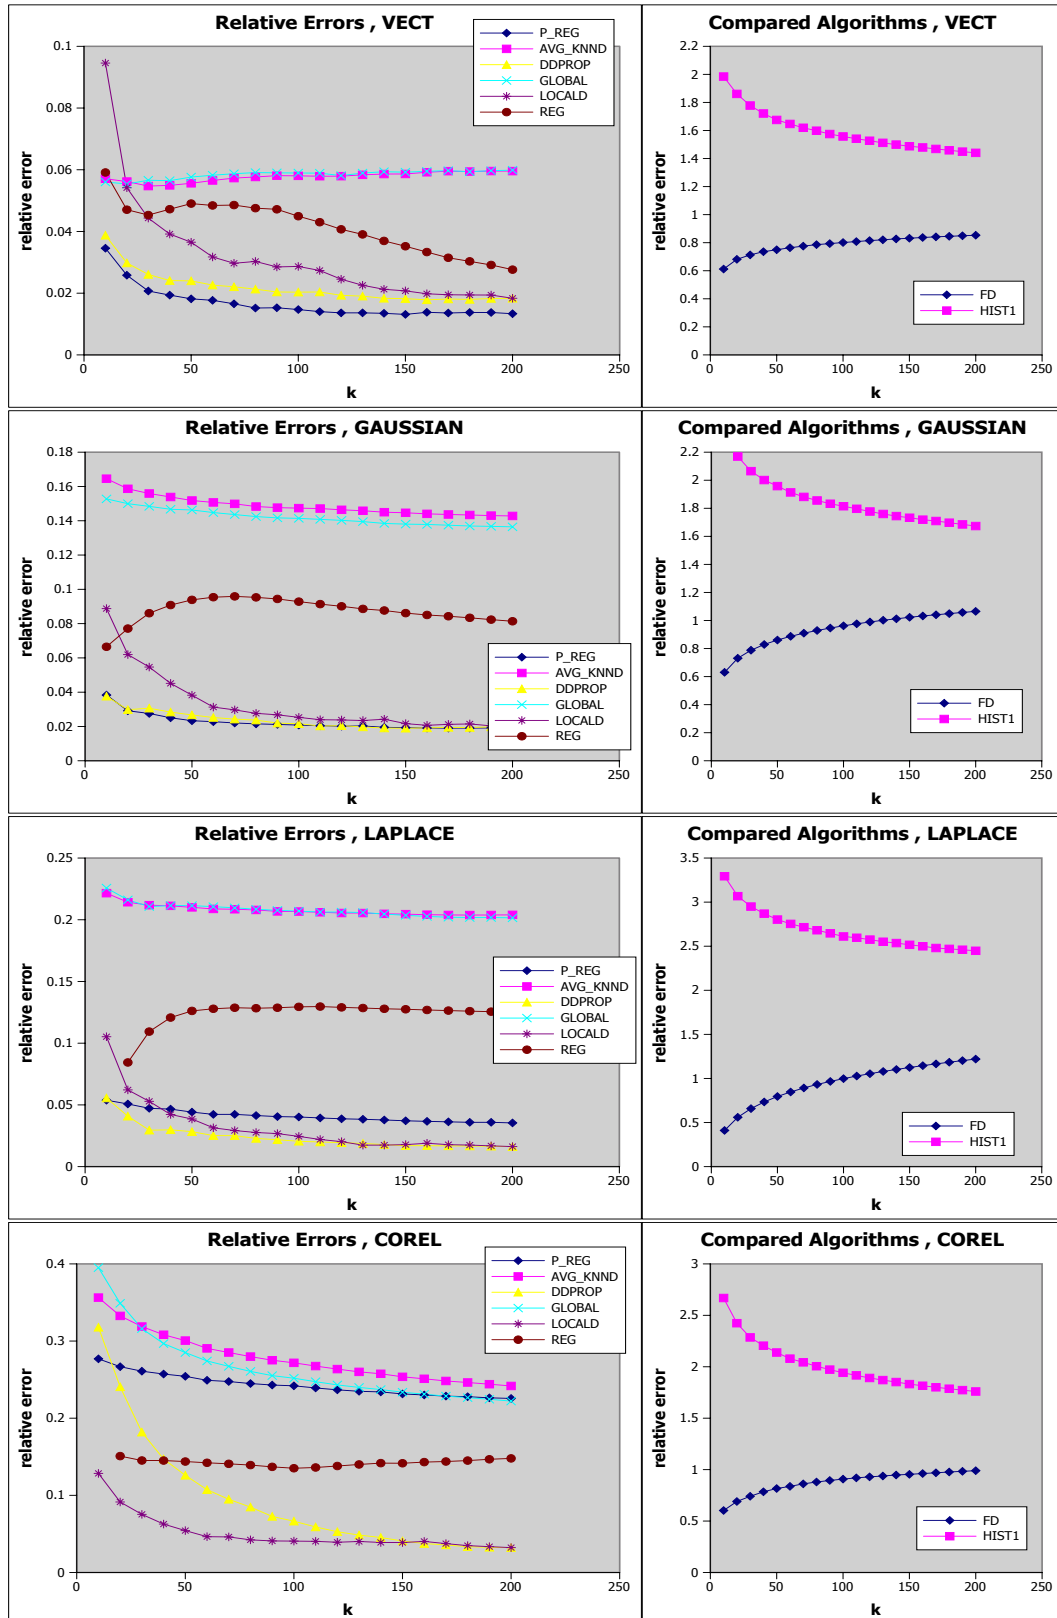 Relative Errors , VECT
0.1
0.08
0.06
0.04
0.02
0
relative error
0
50
100
150
200
250
k
P_REG
AVG_KNND
DDPROP
GLOBAL
LOCALD
REG
Compared Algorithms , VECT
2.2
2
1.8
1.6
1.4
1.2
1
0.8
0.6
0.4
0.2
0
relative error
0
50
100
150
200
250
k
FD
HIST1
Relative Errors , GAUSSIAN
0.18
0.16
0.14
0.12
0.1
0.08
0.06
0.04
0.02
0
relative error
0
50
100
150
200
250
k
P_REG
AVG_KNND
DDPROP
GLOBAL
LOCALD
REG
Compared Algorithms , GAUSSIAN
2.2
2
1.8
1.6
1.4
1.2
1
0.8
0.6
0.4
0.2
0
relative error
0
50
100
150
200
250
k
FD
HIST1
Relative Errors , LAPLACE
0.25
0.2
0.15
0.1
0.05
0
relative error
0
50
100
150
200
250
k
P_REG
AVG_KNND
DDPROP
GLOBAL
LOCALD
REG
Compared Algorithms , LAPLACE
3.5
3
2.5
2
1.5
1
0.5
0
relative error
0
50
100
150
200
250
k
FD
HIST1
Relative Errors , COREL
0.4
0.3
0.2
0.1
0
relative error
0
50
100
150
200
250
k
P_REG
AVG_KNND
DDPROP
GLOBAL
LOCALD
REG
Compared Algorithms , COREL
3
2.5
2
1.5
1
0.5
0
relative error
0
50
100
150
200
250
k
FD
HIST1